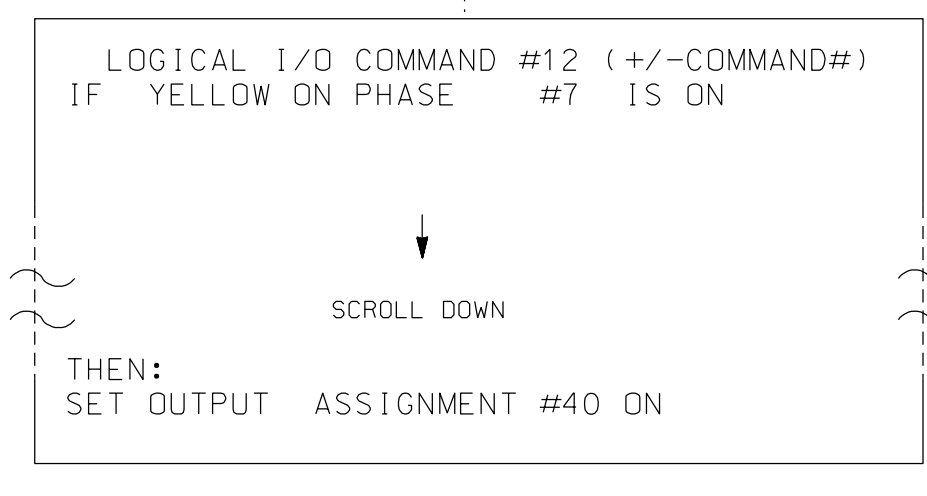 LOGICAL I/O COMMAND #12 (+/-COMMAND#)
IF YELLOW ON PHASE #7 IS ON
SCROLL DOWN
THEN:
SET OUTPUT ASSIGNMENT #40 ON